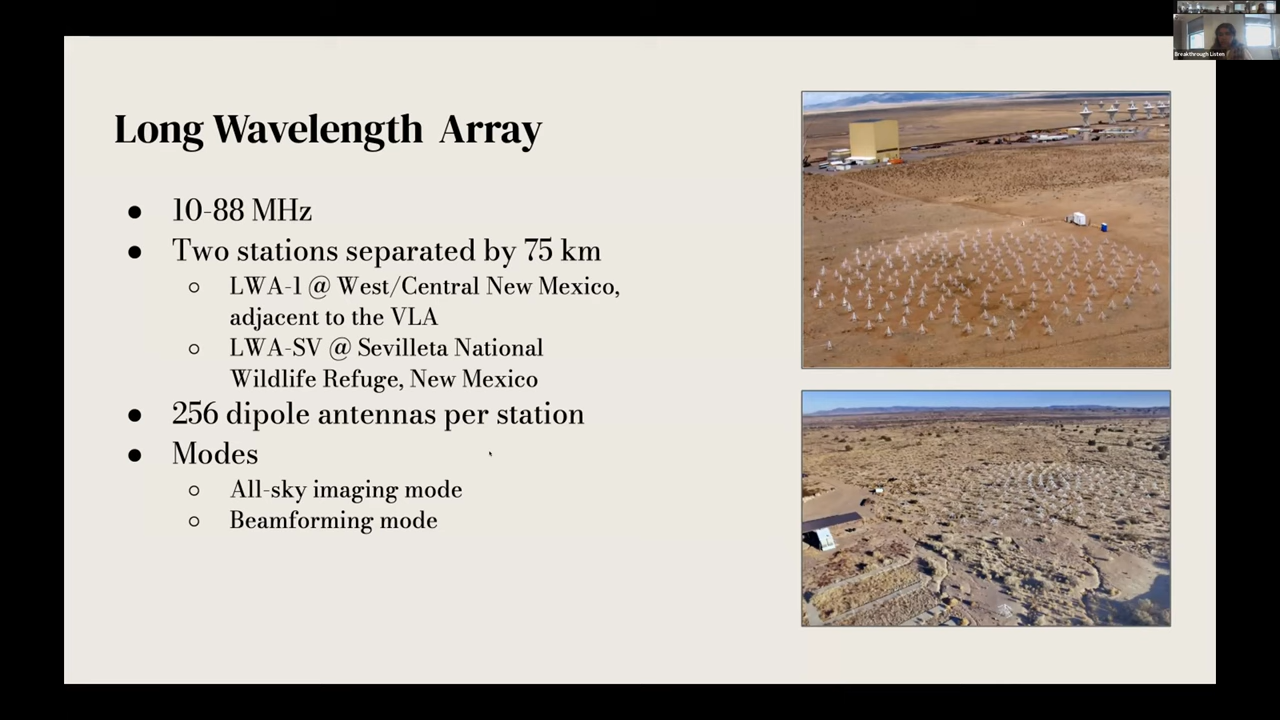 Breakthrough Listen
Long Wavelength Array
● 10-88 MHz
● Two stations separated by 75 km
○ LWA-1 @ West/Central New Mexico,
adjacent to the VLA
○ LWA-SV @ Sevilleta National
Wildlife Refuge, New Mexico
● 256 dipole antennas per station
● Modes
○ All-sky imaging mode
○ Beamforming mode